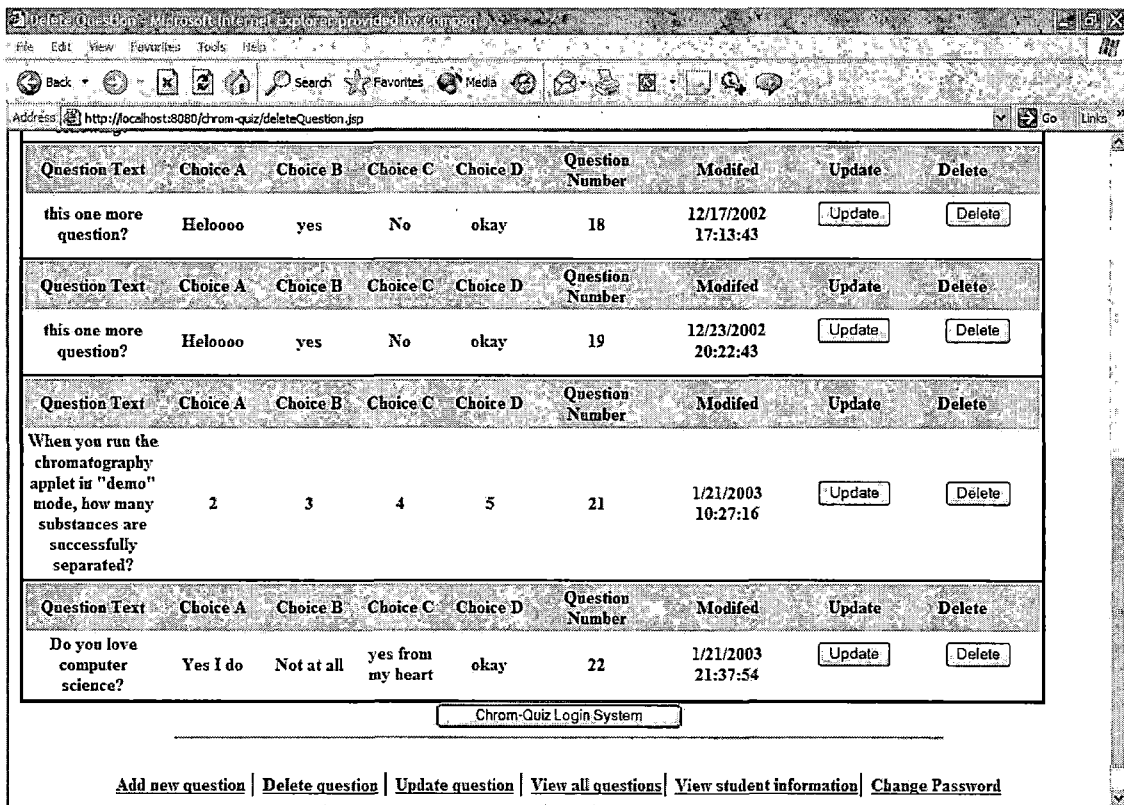 Delete Question - Microsoft Internet Explorer provided by Compaq
File Edit View Favorites Tools Help
Back Search Favorites Media
Address http://localhost:8080/chrom-quiz/deleteQuestion.jsp Go Links »
Question Text Choice A Choice B Choice C Choice D Question Number Modifed Update Delete
this one more question? Heloooo yes No okay 18 12/17/2002 17:13:43 Update Delete
Question Text Choice A Choice B Choice C Choice D Question Number Modifed Update Delete
this one more question? Heloooo yes No okay 19 12/23/2002 20:22:43 Update Delete
Question Text Choice A Choice B Choice C Choice D Question Number Modifed Update Delete
When you run the chromatography applet in "demo" mode, how many substances are successfully separated? 2 3 4 5 21 1/21/2003 10:27:16 Update Delete
Question Text Choice A Choice B Choice C Choice D Question Number Modifed Update Delete
Do you love computer science? Yes I do Not at all yes from my heart okay 22 1/21/2003 21:37:54 Update Delete
Chrom-Quiz Login System
Add new question | Delete question | Update question | View all questions | View student information | Change Password